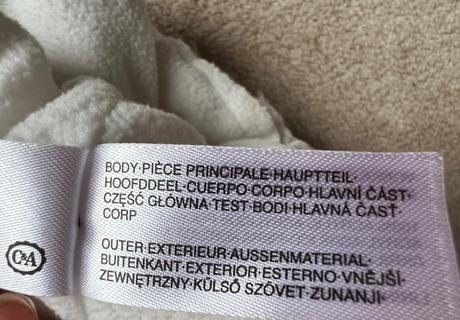 BODY·PIÈCE PRINCIPALE·HAUPTTEIL·
HOOFDDEEL·CUERPO·CORPO·HLAVNÍ ČÁST·
CZĘŚĆ GŁÓWNA·TEST·BODI·HLAVNÁ ČASŤ·
CORP
OUTER·EXTERIEUR·AUSSENMATERIAL·
BUITENKANT·EXTERIOR·ESTERNO·VNĚJŠÍ·
ZEWNĘTRZNY·KÜLSŐ SZÖVET·ZUNANJI·
C&A